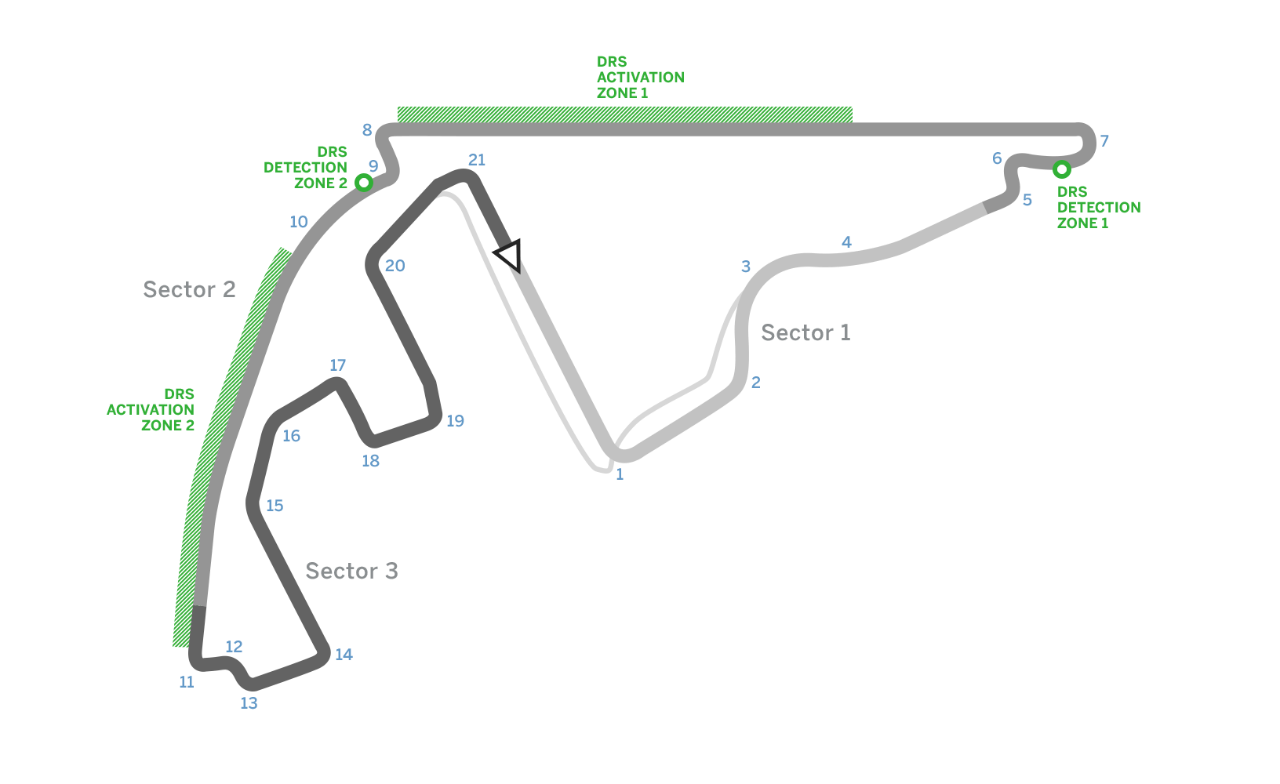 DRS
ACTIVATION
ZONE 1
8
7
DRS
DETECTION
ZONE 2
9
21
6
DRS
DETECTION
ZONE 1
5
10
4
20
3
Sector 2
Sector 1
17
2
DRS
ACTIVATION
ZONE 2
19
16
18
1
15
Sector 3
12
14
11
13